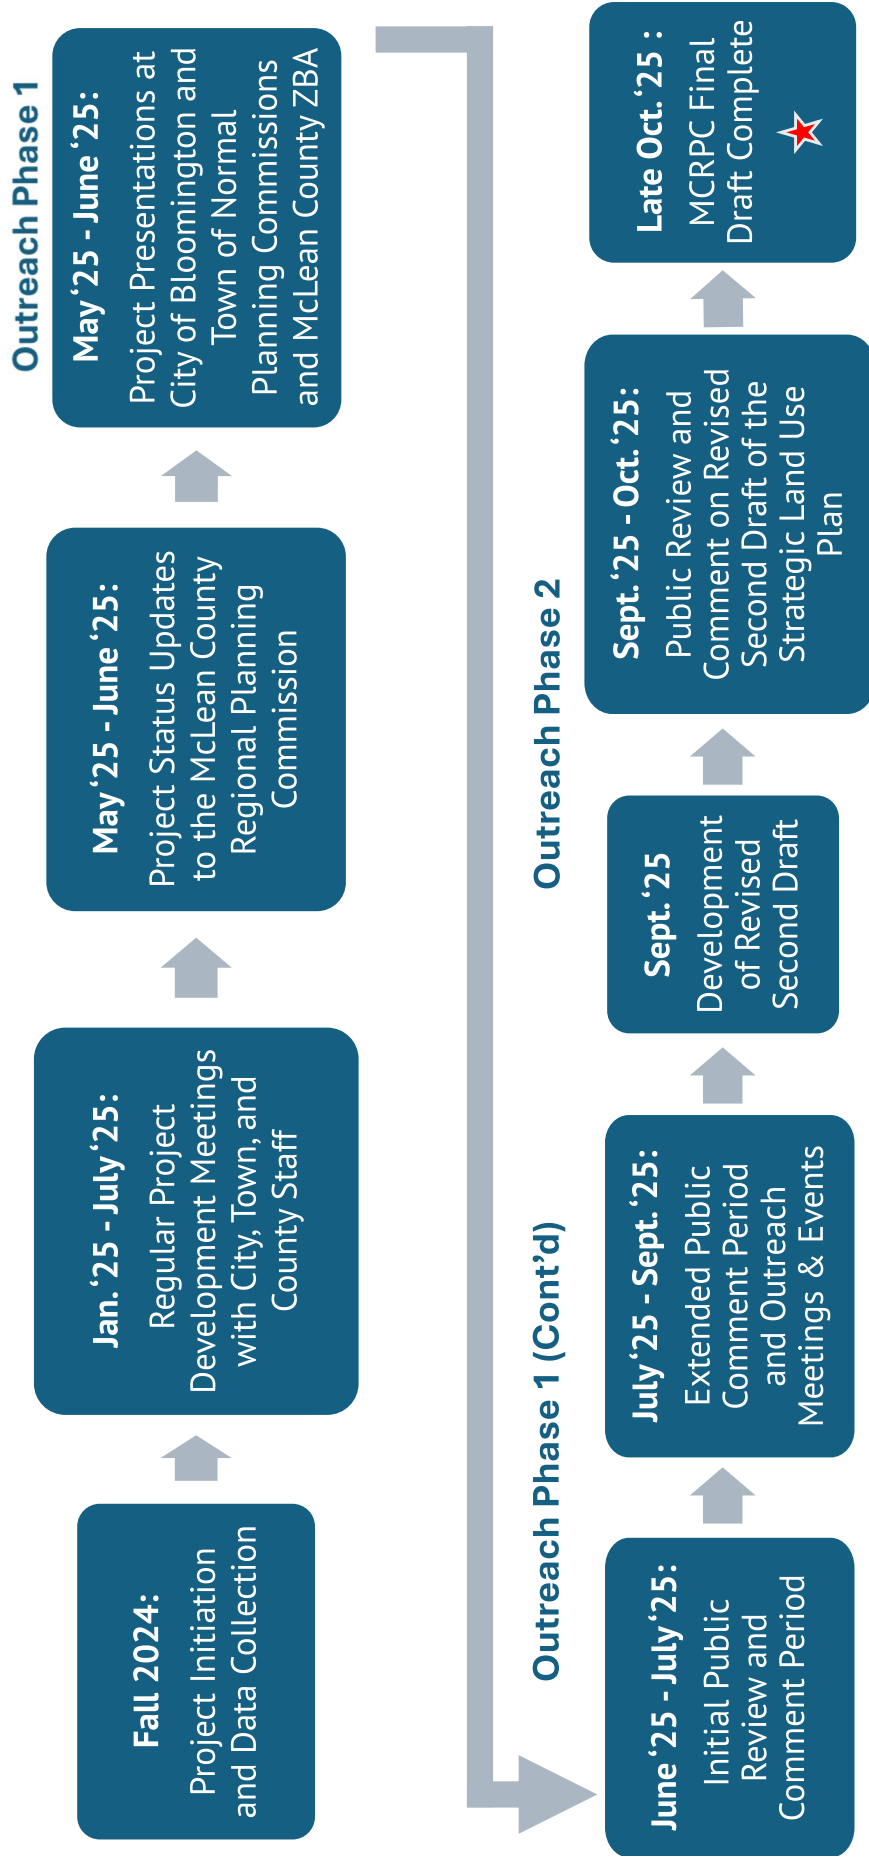 Fall 2024:
Project Initiation
and Data Collection
Jan. ‘25 - July ‘25:
Regular Project
Development Meetings
with City, Town, and
County Staff
May ‘25 - June ‘25:
Project Status Updates
to the McLean County
Regional Planning
Commission
Outreach Phase 1
May ‘25 - June ‘25:
Project Presentations at
City of Bloomington and
Town of Normal
Planning Commissions
and McLean County ZBA
Outreach Phase 1 (Cont’d)
June ‘25 - July ‘25:
Initial Public
Review and
Comment Period
July ‘25 - Sept. ‘25:
Extended Public
Comment Period
and Outreach
Meetings & Events
Sept. ‘25
Development
of Revised
Second Draft
Outreach Phase 2
Sept. ‘25 - Oct. ‘25:
Public Review and
Comment on Revised
Second Draft of the
Strategic Land Use
Plan
Late Oct. ‘25 :
MCRPC Final
Draft Complete